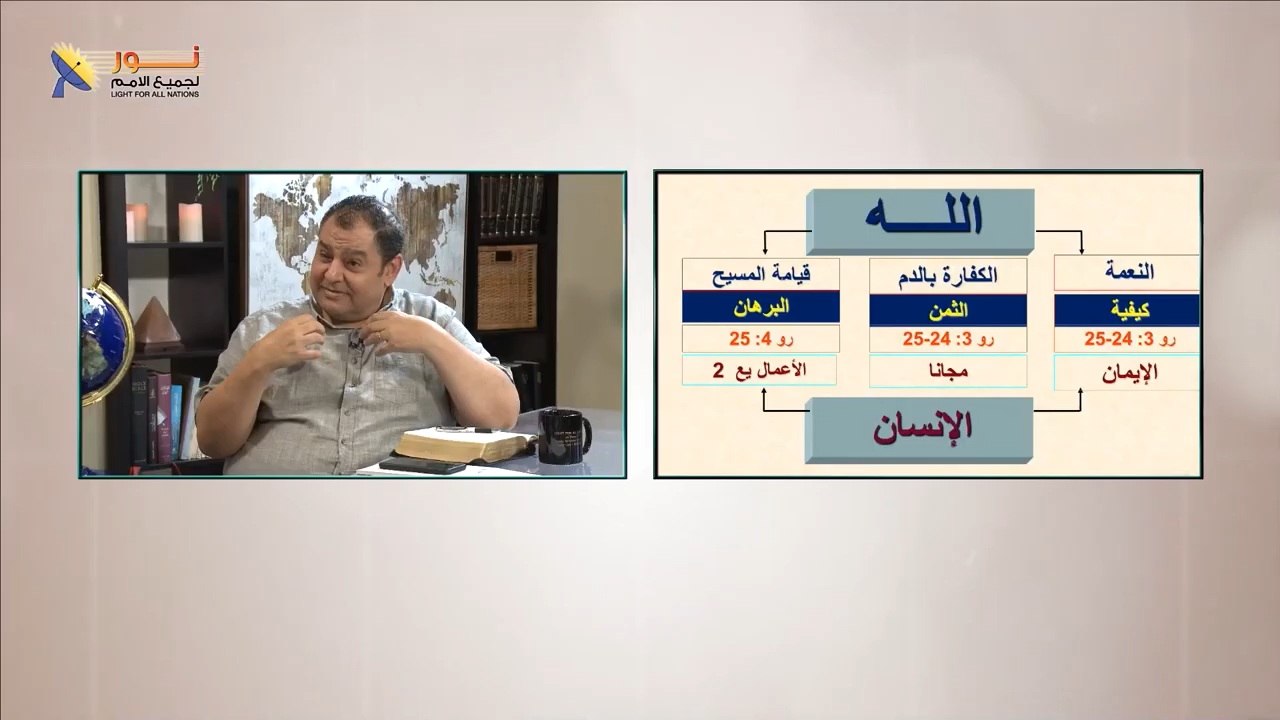 نور
لجميع الامم
LIGHT FOR ALL NATIONS
الله
النعمة
كيفية
رو 3: 24-25
الإيمان
الكفارة بالدم
الثمن
رو 3: 24-25
مجانا
قيامة المسيح
البرهان
رو 4: 25
الأعمال يع 2
الإنسان